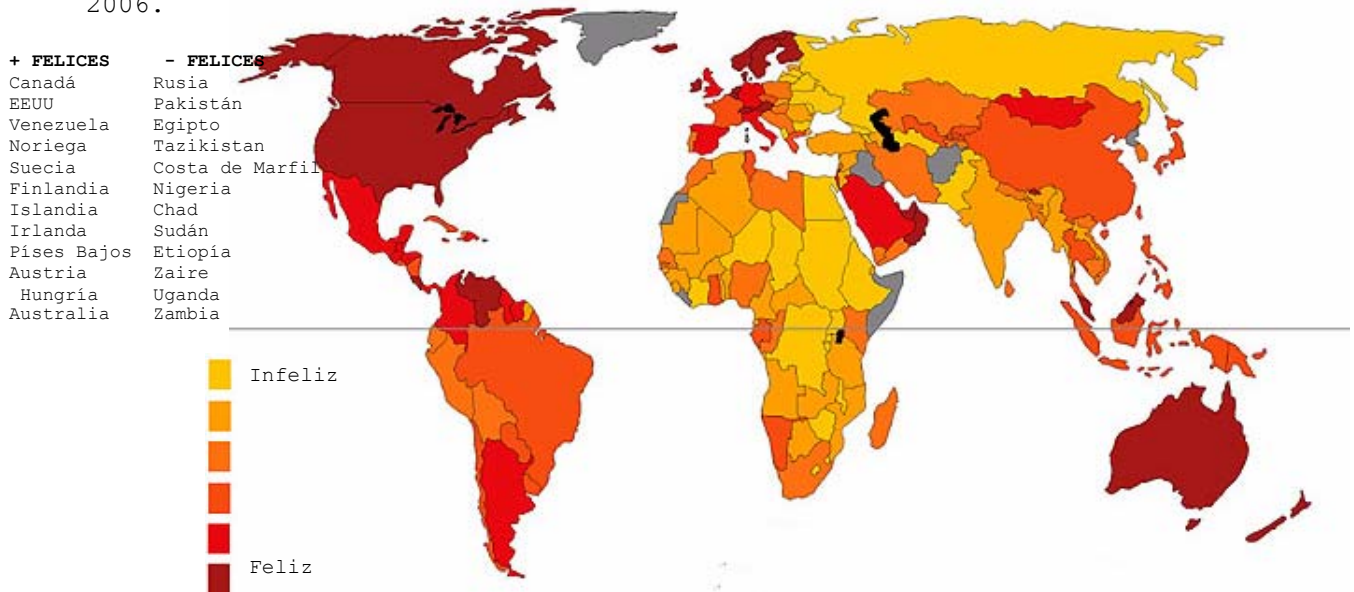 2006.
+ FELICES - FELICES
Canadá Rusia
EEUU Pakistán
Venezuela Egipto
Noriega Tazikistan
Suecia Costa de Marfil
Finlandia Nigeria
Islandia Chad
Irlanda Sudán
Píses Bajos Etiopía
Austria Zaire
Hungría Uganda
Australia Zambia
Infeliz
Feliz